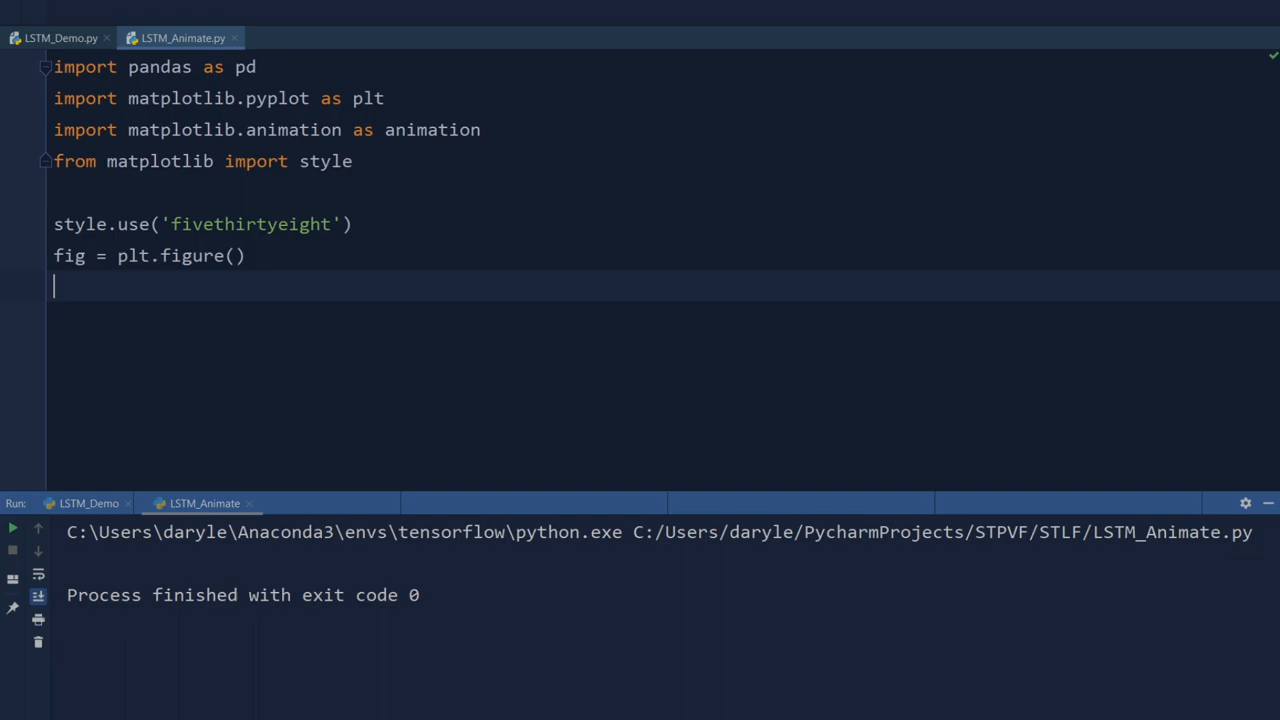 LSTM_Demo.py LSTM_Animate.py
import pandas as pd
import matplotlib.pyplot as plt
import matplotlib.animation as animation
from matplotlib import style
style.use('fivethirtyeight')
fig = plt.figure()
Run: LSTM_Demo LSTM_Animate
C:\Users\daryle\Anaconda3\envs\tensorflow\python.exe C:/Users/daryle/PycharmProjects/STPVF/STLF/LSTM_Animate.py
Process finished with exit code 0